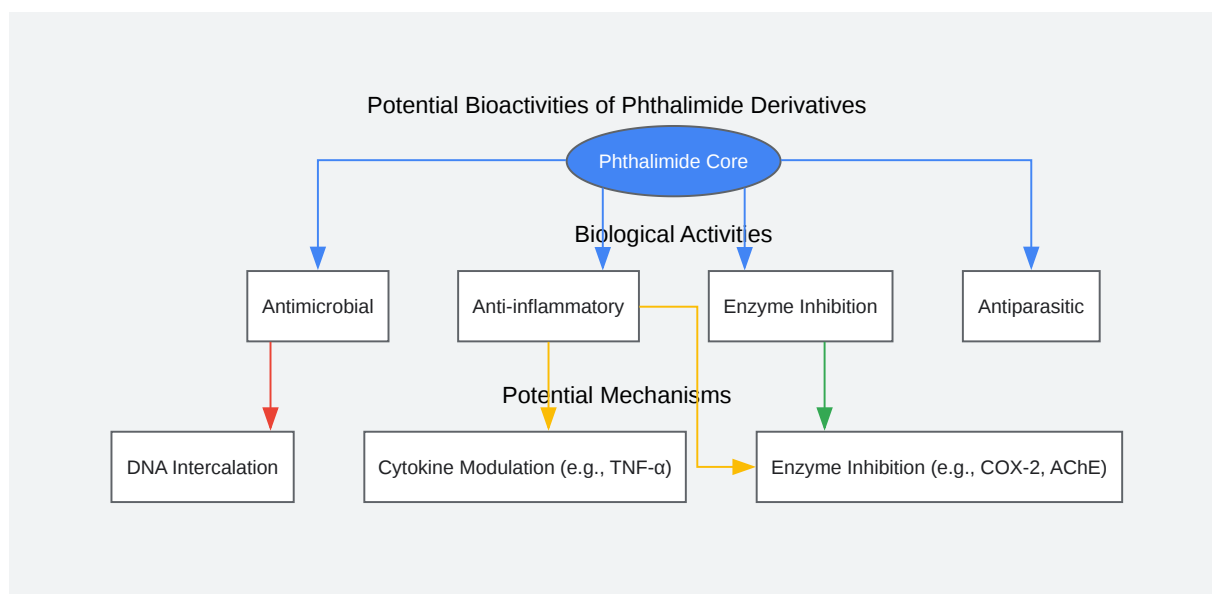 Potential Bioactivities of Phthalimide Derivatives
Phthalimide Core
Biological Activities
Antimicrobial
Anti-inflammatory
Enzyme Inhibition
Antiparasitic
Potential Mechanisms
DNA Intercalation
Cytokine Modulation (e.g., TNF-α)
Enzyme Inhibition (e.g., COX-2, AChE)